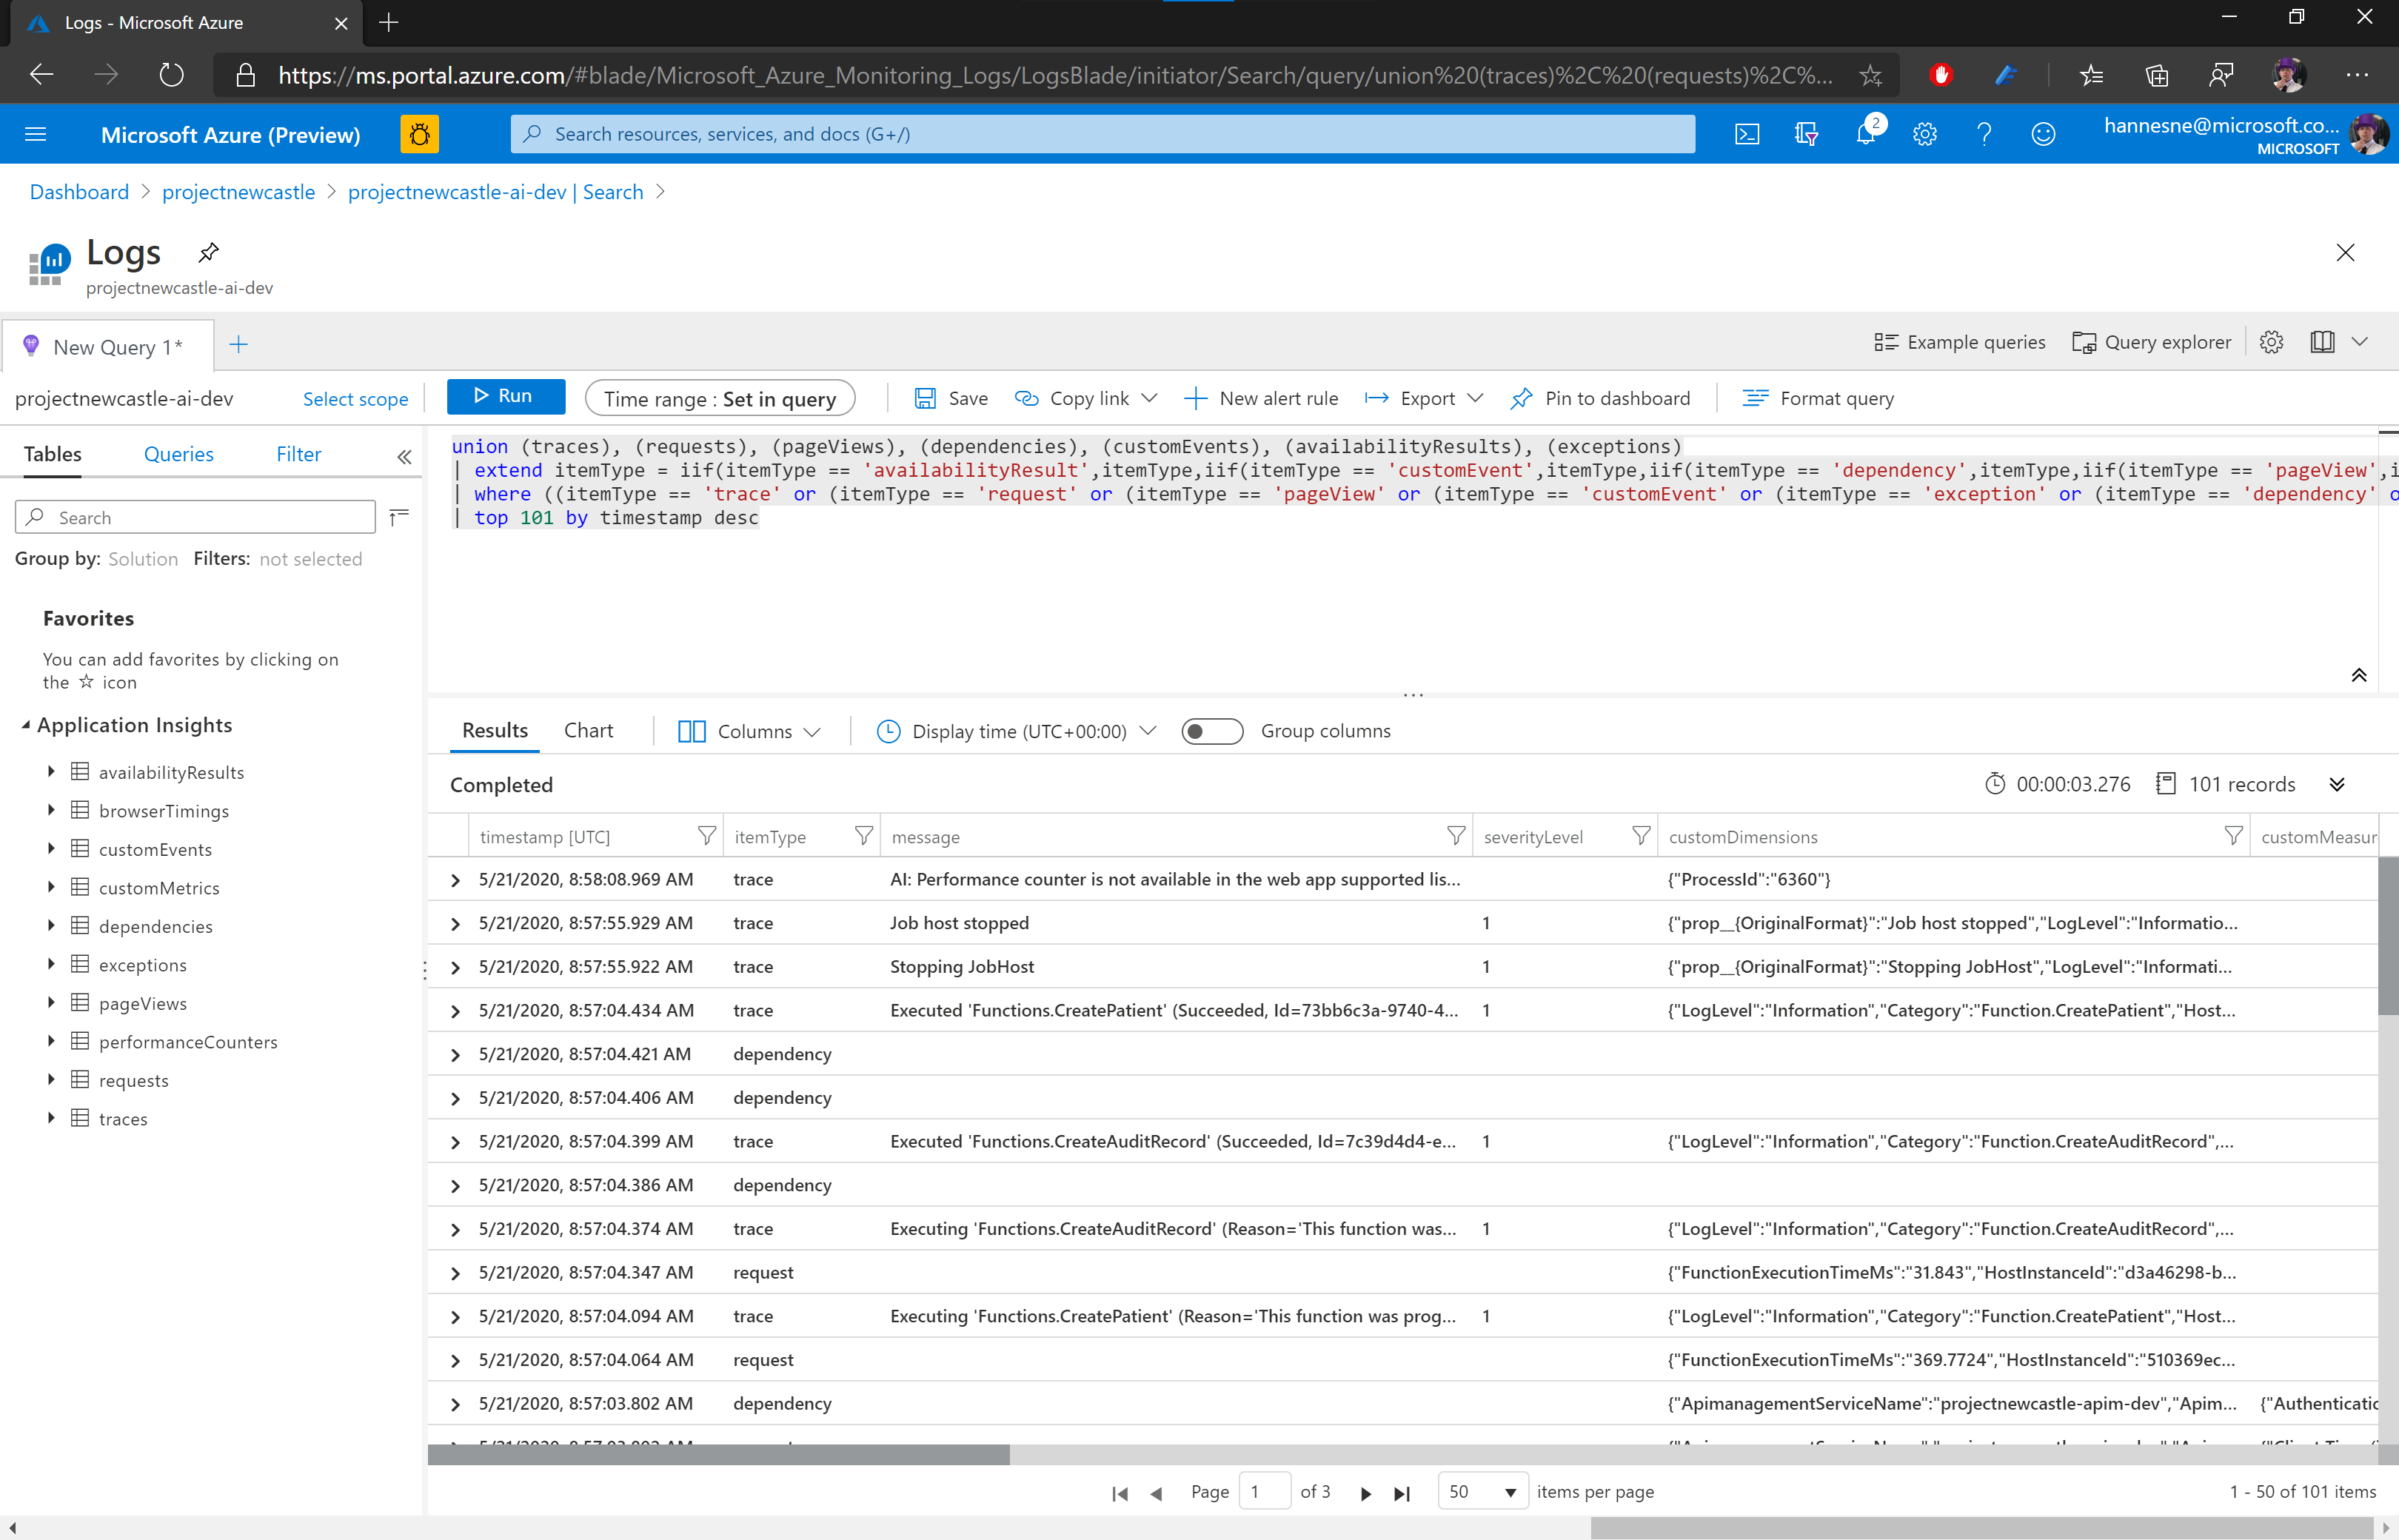 Logs - Microsoft Azure
https://ms.portal.azure.com/#blade/Microsoft_Azure_Monitoring_Logs/LogsBlade/initiator/Search/query/union%20(traces)%2C%20(requests)%2C%...
Microsoft Azure (Preview)
Search resources, services, and docs (G+/)
2
hannesne@microsoft.co...
MICROSOFT
Dashboard > projectnewcastle > projectnewcastle-ai-dev | Search >
Logs
projectnewcastle-ai-dev
New Query 1*
Example queries
Query explorer
projectnewcastle-ai-dev
Select scope
Run
Time range : Set in query
Save
Copy link
New alert rule
Export
Pin to dashboard
Format query
Tables
Queries
Filter
Search
Group by: Solution Filters: not selected
Favorites
You can add favorites by clicking on
the ☆ icon
Application Insights
availabilityResults
browserTimings
customEvents
customMetrics
dependencies
exceptions
pageViews
performanceCounters
requests
traces
union (traces), (requests), (pageViews), (dependencies), (customEvents), (availabilityResults), (exceptions)
| extend itemType = iif(itemType == 'availabilityResult',itemType,iif(itemType == 'customEvent',itemType,iif(itemType == 'dependency',itemType,iif(itemType == 'pageView',i
| where ((itemType == 'trace' or (itemType == 'request' or (itemType == 'pageView' or (itemType == 'customEvent' or (itemType == 'exception' or (itemType == 'dependency' o
| top 101 by timestamp desc
Results
Chart
Columns
Display time (UTC+00:00)
Group columns
Completed
00:00:03.276
101 records
timestamp [UTC] itemType message severityLevel customDimensions customMeasur
5/21/2020, 8:58:08.969 AM trace AI: Performance counter is not available in the web app supported lis... {"ProcessId":"6360"}
5/21/2020, 8:57:55.929 AM trace Job host stopped 1 {"prop__{OriginalFormat}":"Job host stopped","LogLevel":"Informatio...
5/21/2020, 8:57:55.922 AM trace Stopping JobHost 1 {"prop__{OriginalFormat}":"Stopping JobHost","LogLevel":"Informati...
5/21/2020, 8:57:04.434 AM trace Executed 'Functions.CreatePatient' (Succeeded, Id=73bb6c3a-9740-4... 1 {"LogLevel":"Information","Category":"Function.CreatePatient","Host...
5/21/2020, 8:57:04.421 AM dependency
5/21/2020, 8:57:04.406 AM dependency
5/21/2020, 8:57:04.399 AM trace Executed 'Functions.CreateAuditRecord' (Succeeded, Id=7c39d4d4-e... 1 {"LogLevel":"Information","Category":"Function.CreateAuditRecord",...
5/21/2020, 8:57:04.386 AM dependency
5/21/2020, 8:57:04.374 AM trace Executing 'Functions.CreateAuditRecord' (Reason='This function was... 1 {"LogLevel":"Information","Category":"Function.CreateAuditRecord",...
5/21/2020, 8:57:04.347 AM request {"FunctionExecutionTimeMs":"31.843","HostInstanceId":"d3a46298-b...
5/21/2020, 8:57:04.094 AM trace Executing 'Functions.CreatePatient' (Reason='This function was prog... 1 {"LogLevel":"Information","Category":"Function.CreatePatient","Host...
5/21/2020, 8:57:04.064 AM request {"FunctionExecutionTimeMs":"369.7724","HostInstanceId":"510369ec...
5/21/2020, 8:57:03.802 AM dependency {"ApimanagementServiceName":"projectnewcastle-apim-dev","Apim... {"Authenticatic
Page 1 of 3
50 items per page
1 - 50 of 101 items